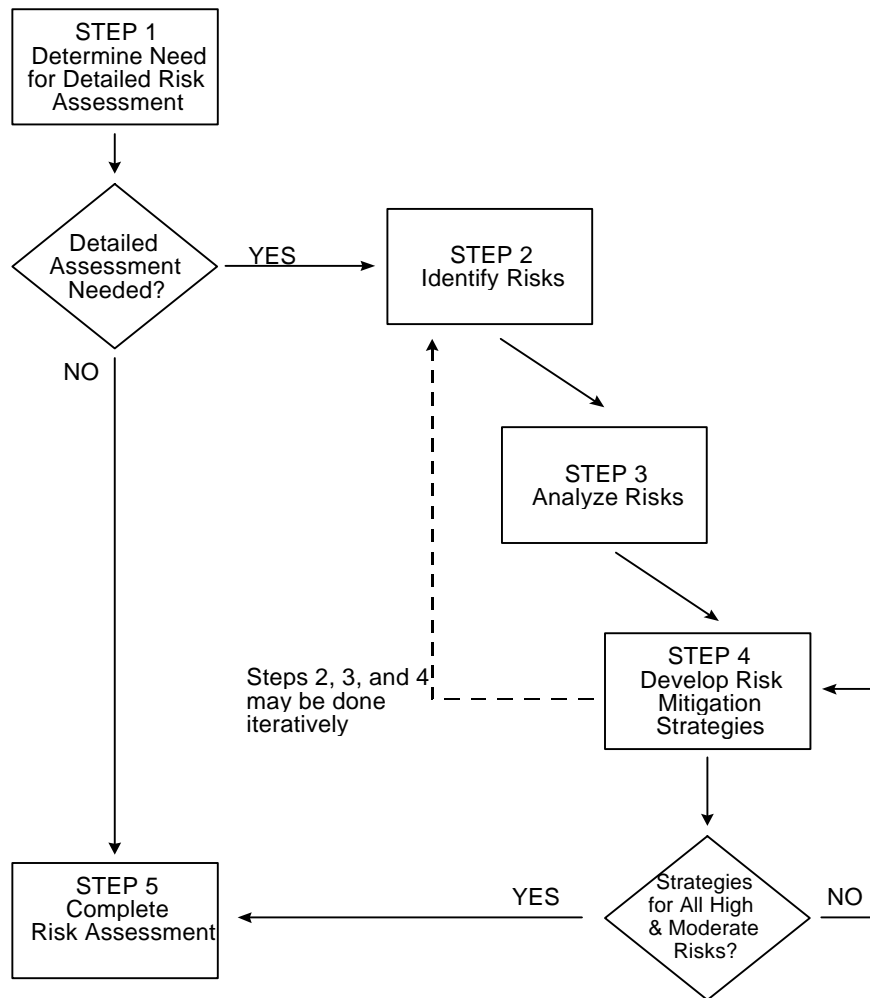 STEP 1
Determine Need
for Detailed Risk
Assessment
Detailed
Assessment
Needed?
YES
NO
STEP 2
Identify Risks
STEP 3
Analyze Risks
STEP 4
Develop Risk
Mitigation
Strategies
Steps 2, 3, and 4
may be done
iteratively
Strategies
for All High
& Moderate
Risks?
YES
NO
STEP 5
Complete
Risk Assessment